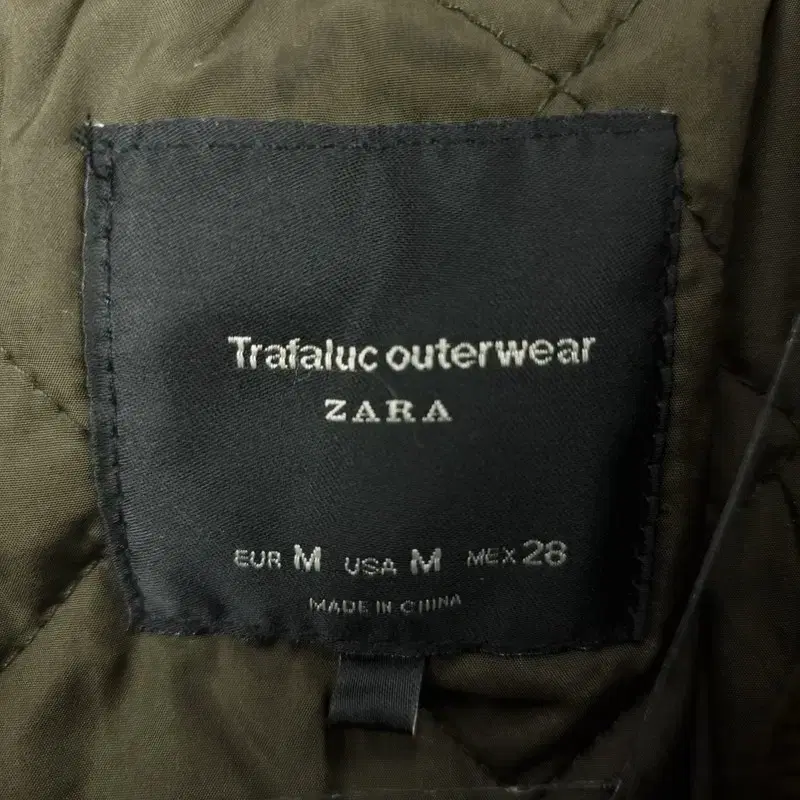 Trafaluc outerwear
ZARA
EUR M USA M MEX 28
MADE IN CHINA